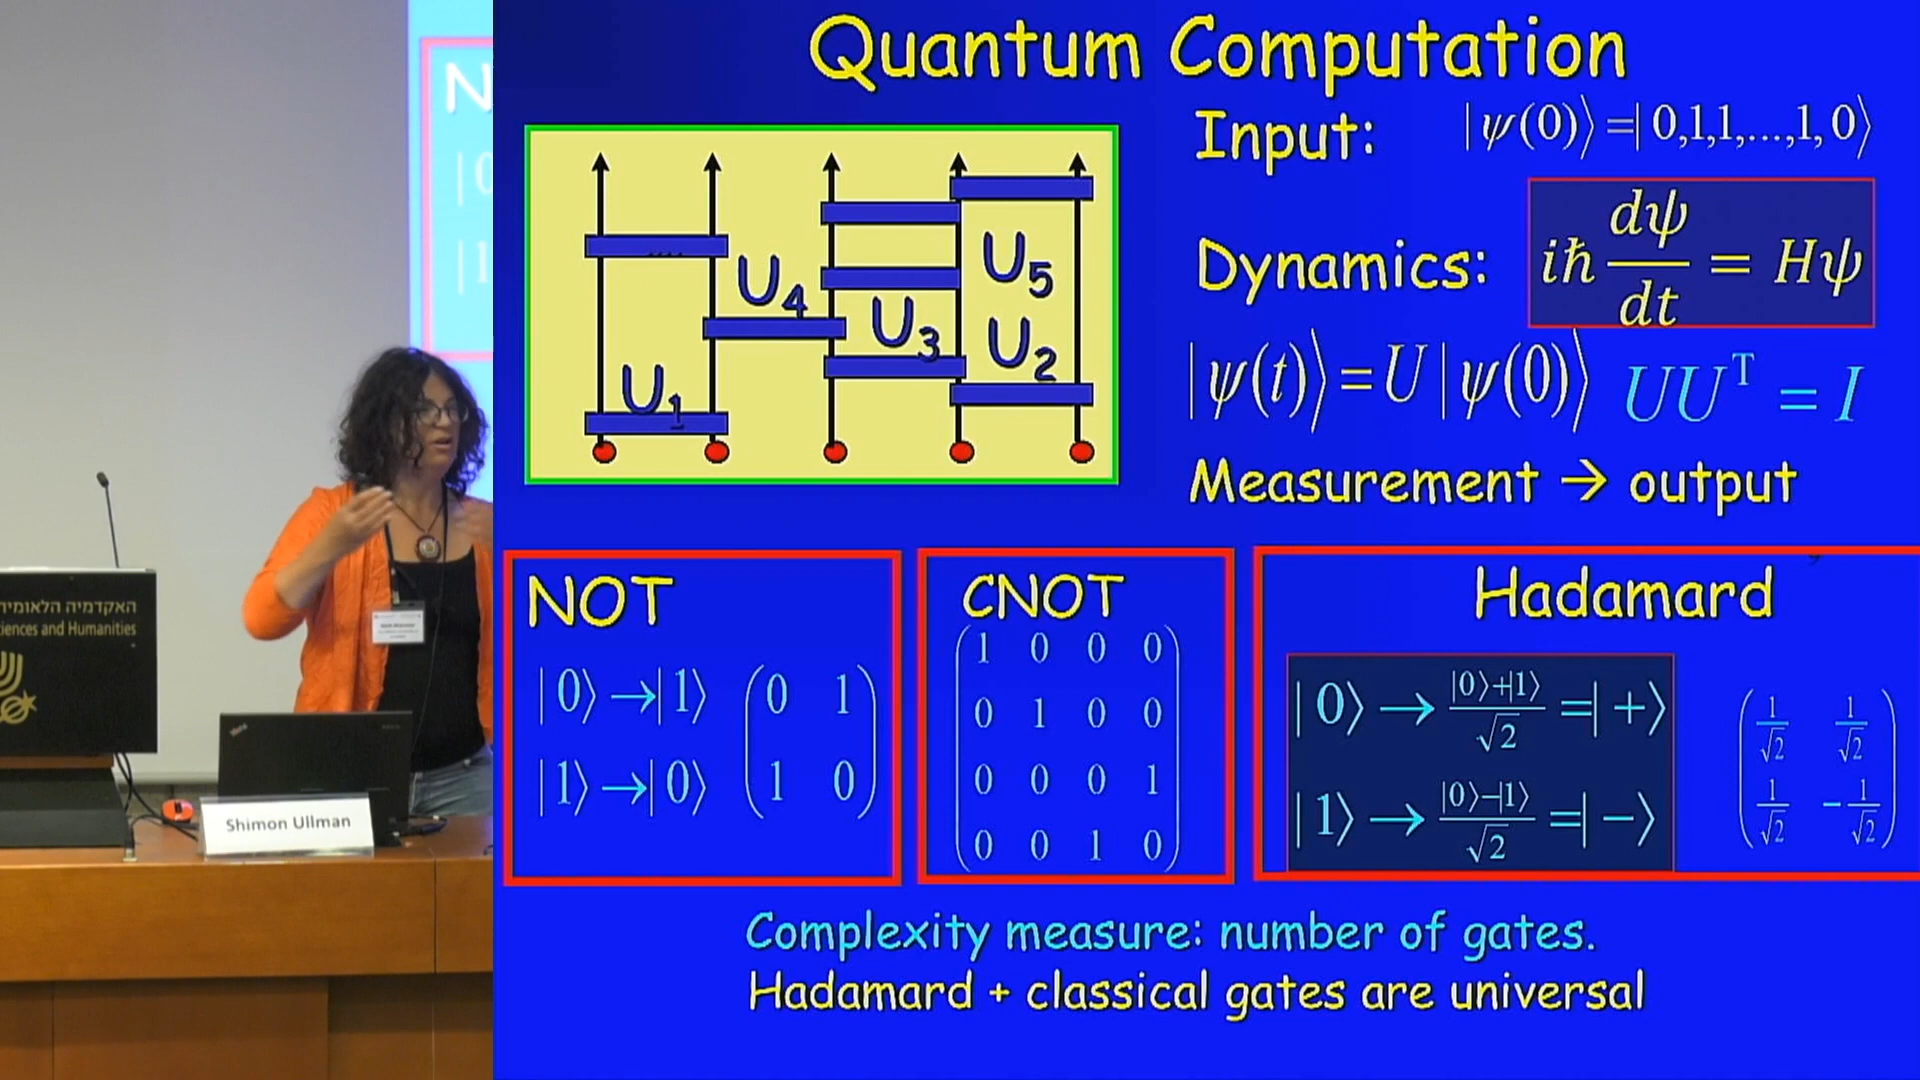 Quantum Computation
Input: |ψ(0)⟩=|0,1,1,...,1,0⟩
Dynamics: iħ dψ/dt = Hψ
|ψ(t)⟩=U|ψ(0)⟩ UUᵀ = I
Measurement → output
U₅
U₄
U₃
U₂
U₁
NOT
|0⟩→|1⟩
|1⟩→|0⟩
0 1
1 0
CNOT
1 0 0 0
0 1 0 0
0 0 0 1
0 0 1 0
Hadamard
|0⟩→ |0⟩+|1⟩/√2 =|+⟩
|1⟩→ |0⟩−|1⟩/√2 =|−⟩
1/√2 1/√2
1/√2 −1/√2
Complexity measure: number of gates.
Hadamard + classical gates are universal
N
|0
|1
האקדמיה הלאומית
iences and Humanities
Shimon Ullman